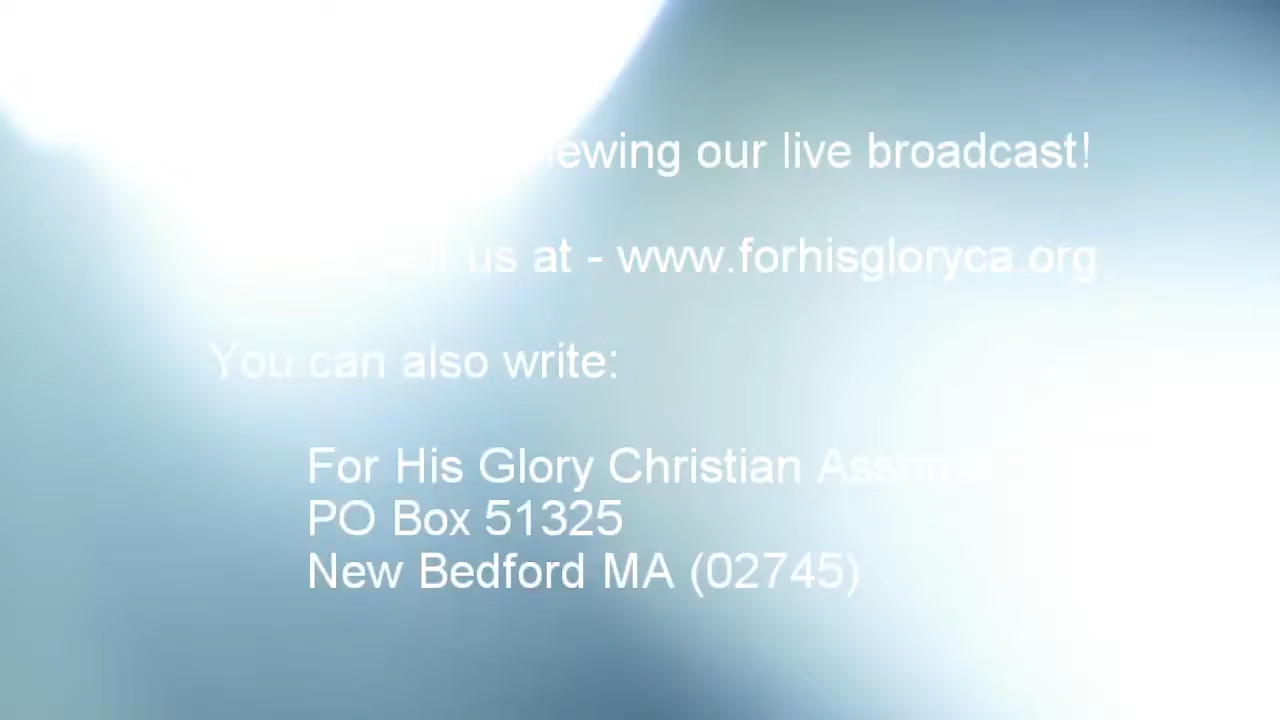 viewing our live broadcast!
us at - www.forhisgloryca.org
You can also write:
For His Glory Christian
PO Box 51325
New Bedford MA (02745)